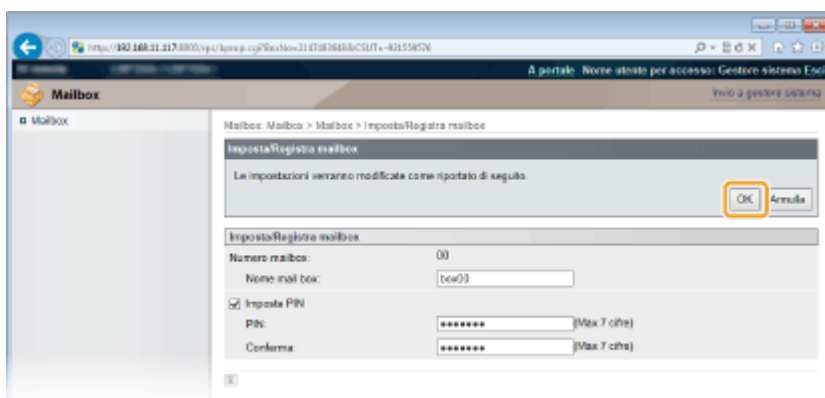 A portale Nome utente per accesso: Gestore sistema
Mailbox
Invio a gestore sistema
Mailbox
Mailbox: Mailbox > Mailbox > Imposta/Registra mailbox
Imposta/Registra mailbox
Le impostazioni verranno modificate come riportato di seguito.
OK Annulla
Imposta/Registra mailbox
Numero mailbox: 00
Nome mail box: box00
Imposta PIN
PIN: ••••••• (Max 7 cifre)
Conferma: ••••••• (Max 7 cifre)